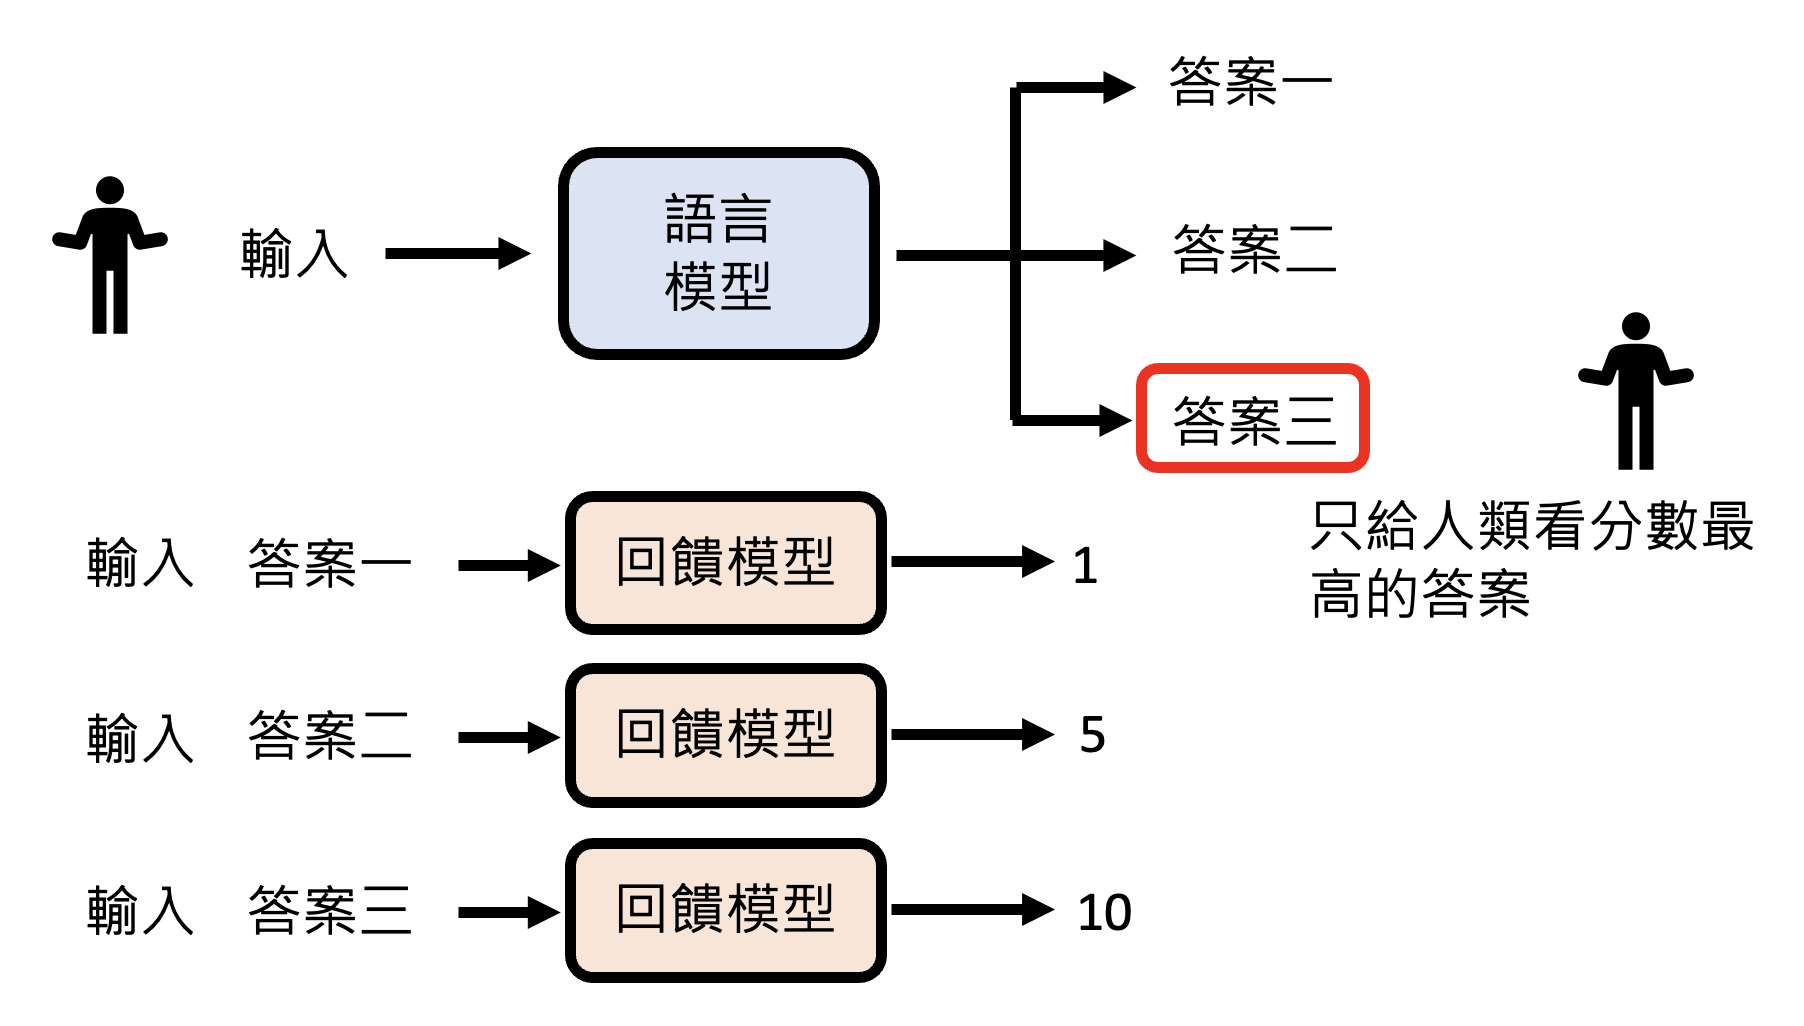 答案一
輸入
語言
模型
答案二
答案三
只給人類看分數最
高的答案
輸入 答案一
回饋模型
1
輸入 答案二
回饋模型
5
輸入 答案三
回饋模型
10